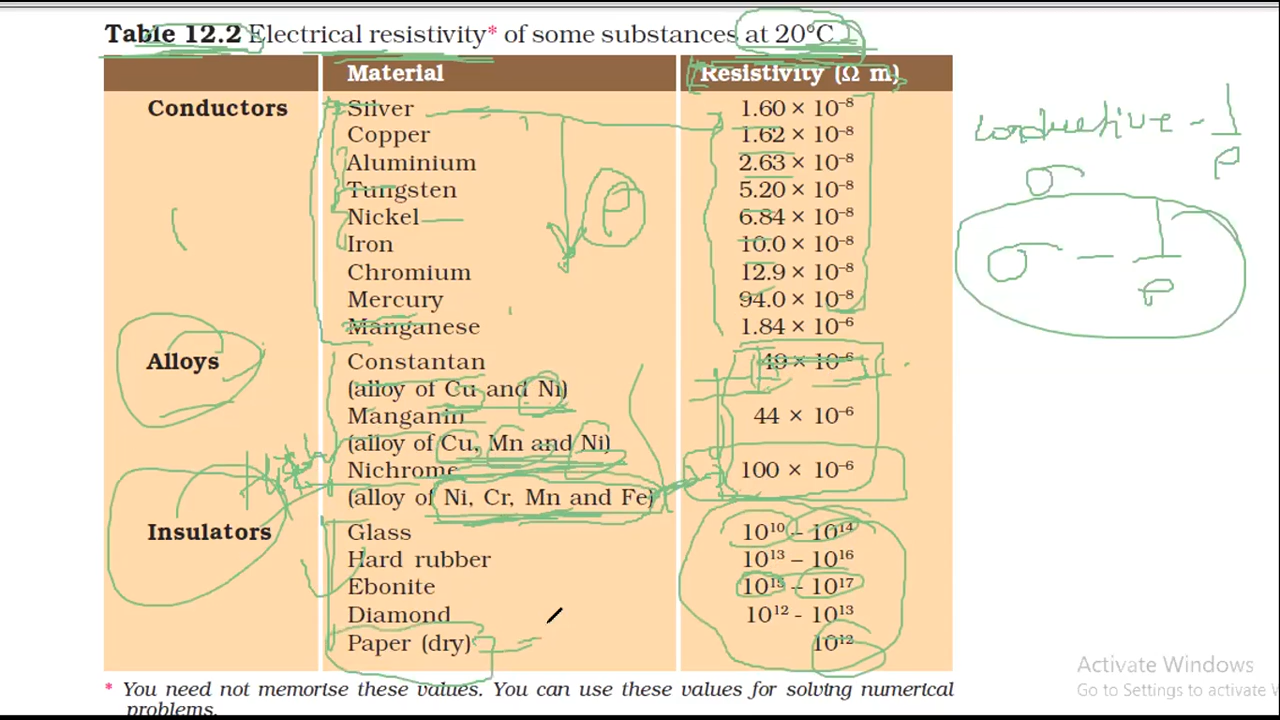 Table 12.2 Electrical resistivity* of some substances at 20°C
Material Resistivity (Ω m)
Conductors Silver 1.60 × 10⁻⁸
Copper 1.62 × 10⁻⁸
Aluminium 2.63 × 10⁻⁸
Tungsten 5.20 × 10⁻⁸
Nickel 6.84 × 10⁻⁸
Iron 10.0 × 10⁻⁸
Chromium 12.9 × 10⁻⁸
Mercury 94.0 × 10⁻⁸
Manganese 1.84 × 10⁻⁶
Alloys Constantan 49 × 10⁻⁶
(alloy of Cu and Ni)
Manganin 44 × 10⁻⁶
(alloy of Cu, Mn and Ni)
Nichrome 100 × 10⁻⁶
(alloy of Ni, Cr, Mn and Fe)
Insulators Glass 10¹⁰ – 10¹⁴
Hard rubber 10¹³ – 10¹⁶
Ebonite 10¹⁵ – 10¹⁷
Diamond 10¹² - 10¹³
Paper (dry) 10¹²
* You need not memorise these values. You can use these values for solving numerical
problems.
ρ
conductive - 1/ρ
σ
σ – 1/ρ
Activate Windows
Go to Settings to activate